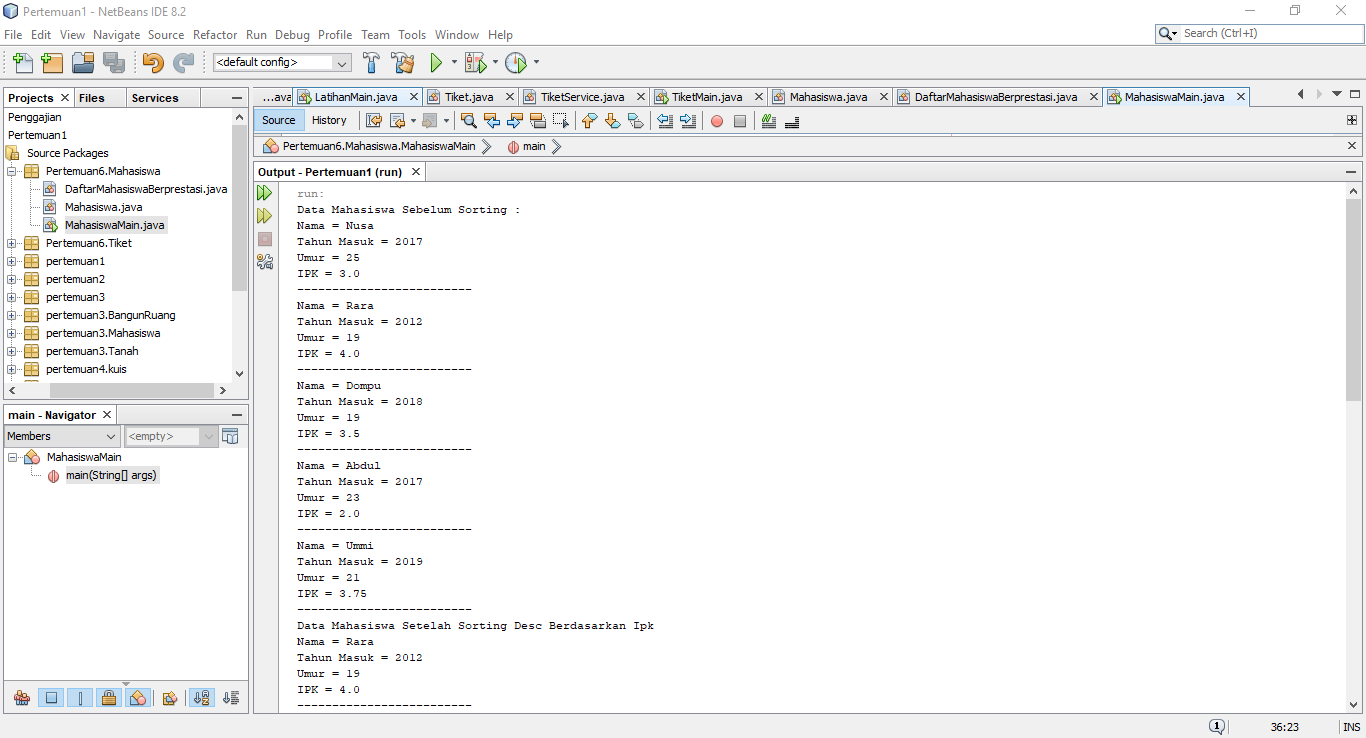 Pertemuan1 - NetBeans IDE 8.2
File Edit View Navigate Source Refactor Run Debug Profile Team Tools Window Help
Search (Ctrl+I)
<default config>
Projects Files Services
Penggajian
Pertemuan1
Source Packages
Pertemuan6.Mahasiswa
DaftarMahasiswaBerprestasi.java
Mahasiswa.java
MahasiswaMain.java
Pertemuan6.Tiket
pertemuan1
pertemuan2
pertemuan3
pertemuan3.BangunRuang
pertemuan3.Mahasiswa
pertemuan3.Tanah
pertemuan4.kuis
main - Navigator
Members <empty>
MahasiswaMain
main(String[] args)
...ava LatihanMain.java Tiket.java TiketService.java TiketMain.java Mahasiswa.java DaftarMahasiswaBerprestasi.java MahasiswaMain.java
Source History
Pertemuan6.Mahasiswa.MahasiswaMain main
Output - Pertemuan1 (run)
run:
Data Mahasiswa Sebelum Sorting :
Nama = Nusa
Tahun Masuk = 2017
Umur = 25
IPK = 3.0
-------------------------
Nama = Rara
Tahun Masuk = 2012
Umur = 19
IPK = 4.0
-------------------------
Nama = Dompu
Tahun Masuk = 2018
Umur = 19
IPK = 3.5
-------------------------
Nama = Abdul
Tahun Masuk = 2017
Umur = 23
IPK = 2.0
-------------------------
Nama = Ummi
Tahun Masuk = 2019
Umur = 21
IPK = 3.75
-------------------------
Data Mahasiswa Setelah Sorting Desc Berdasarkan Ipk
Nama = Rara
Tahun Masuk = 2012
Umur = 19
IPK = 4.0
-------------------------
1 36:23 INS